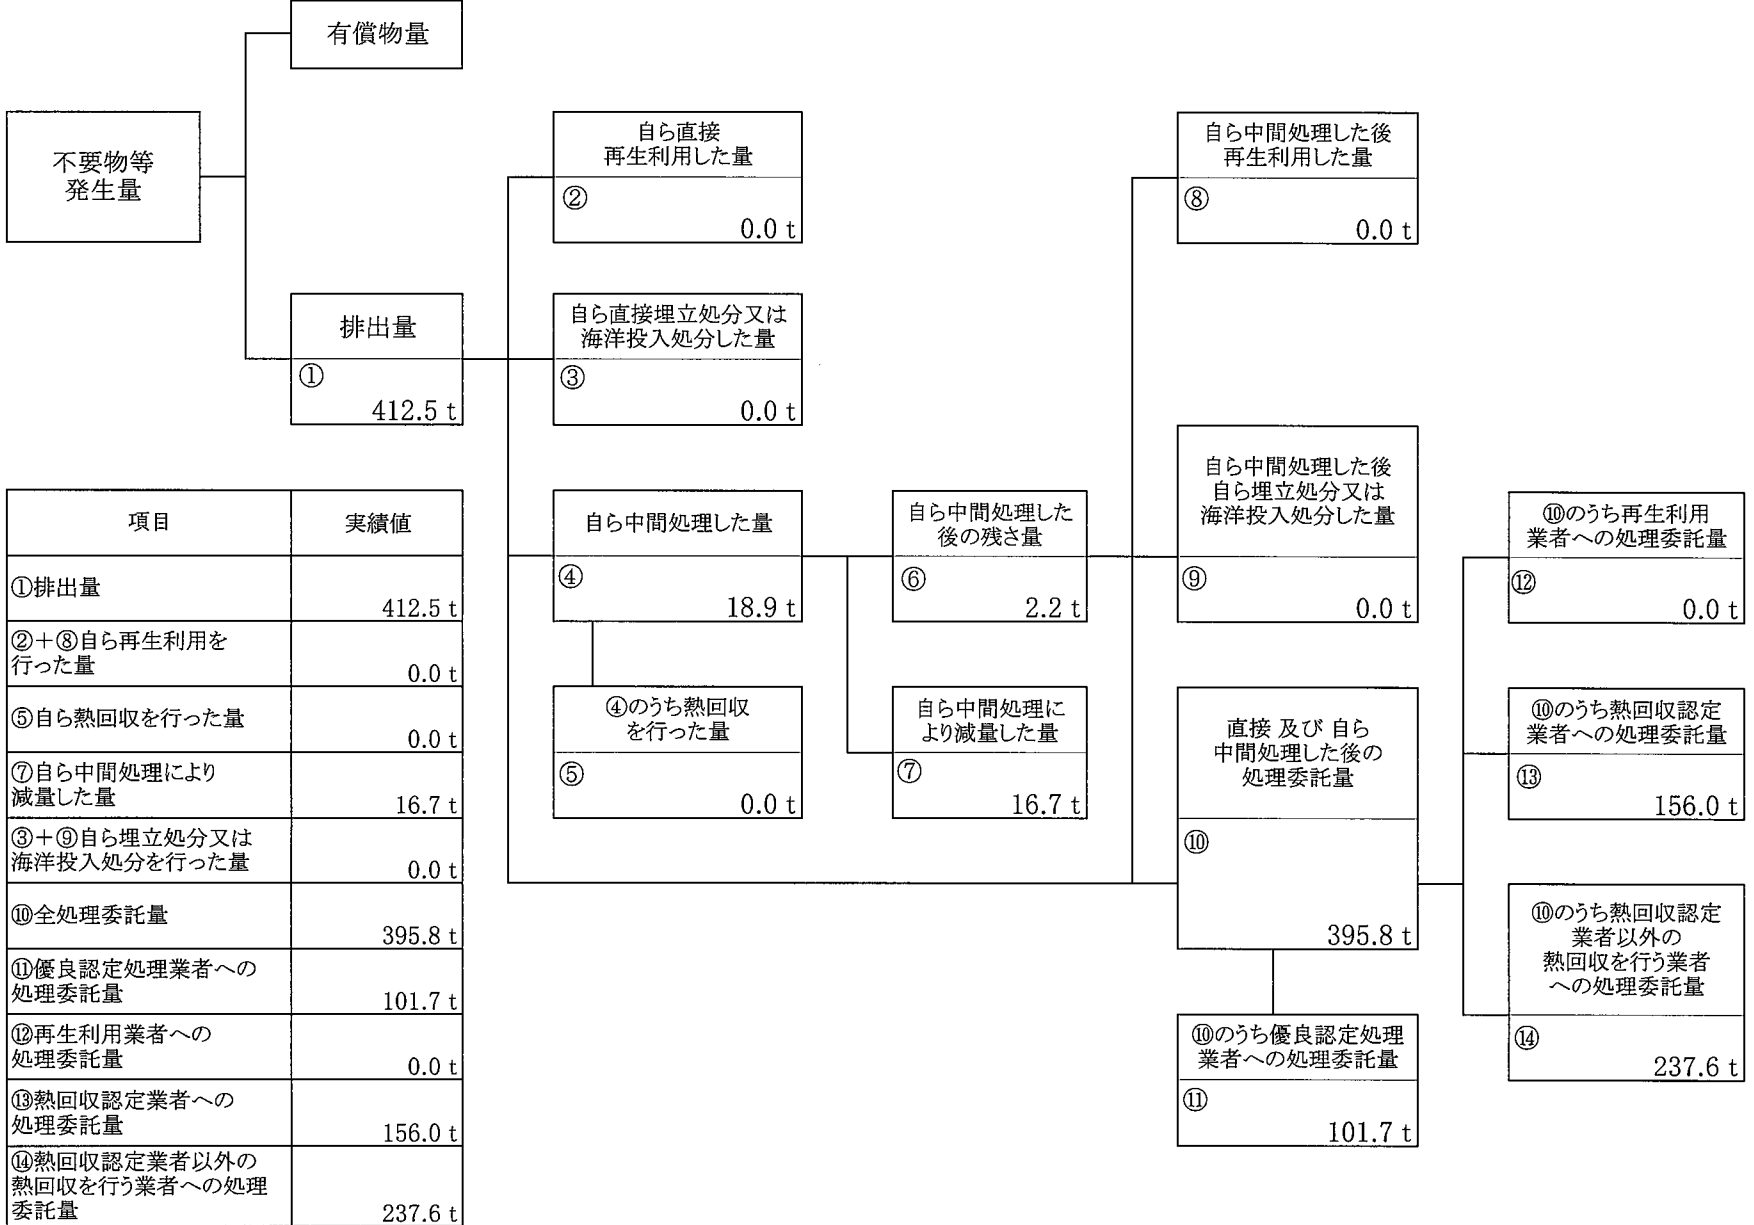 有償物量
不要物等
発生量
排出量
①
412.5 t
自ら直接
再生利用した量
②
0.0 t
自ら直接埋立処分又は
海洋投入処分した量
③
0.0 t
自ら中間処理した量
④
18.9 t
④のうち熱回収
を行った量
⑤
0.0 t
自ら中間処理した
後の残さ量
⑥
2.2 t
自ら中間処理に
より減量した量
⑦
16.7 t
自ら中間処理した後
再生利用した量
⑧
0.0 t
自ら中間処理した後
自ら埋立処分又は
海洋投入処分した量
⑨
0.0 t
直接 及び 自ら
中間処理した後の
処理委託量
⑩
395.8 t
⑩のうち優良認定処理
業者への処理委託量
⑪
101.7 t
⑩のうち再生利用
業者への処理委託量
⑫
0.0 t
⑩のうち熱回収認定
業者への処理委託量
⑬
156.0 t
⑩のうち熱回収認定
業者以外の
熱回収を行う業者
への処理委託量
⑭
237.6 t
項目 実績値
①排出量
412.5 t
②＋⑧自ら再生利用を
行った量
0.0 t
⑤自ら熱回収を行った量
0.0 t
⑦自ら中間処理により
減量した量
16.7 t
③＋⑨自ら埋立処分又は
海洋投入処分を行った量
0.0 t
⑩全処理委託量
395.8 t
⑪優良認定処理業者への
処理委託量
101.7 t
⑫再生利用業者への
処理委託量
0.0 t
⑬熱回収認定業者への
処理委託量
156.0 t
⑭熱回収認定業者以外の
熱回収を行う業者への処理
委託量
237.6 t